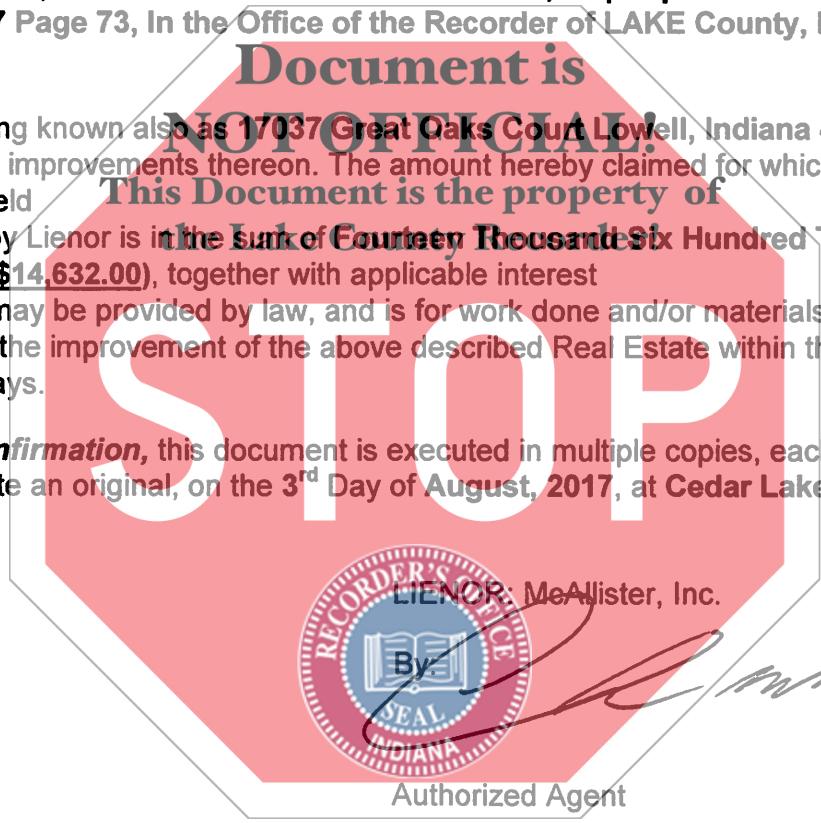 Page 73, In the Office of the Recorder of LAKE County,
Document is
NOT OFFICIAL!
ng known also as 17037 Great Oaks Court Lowell, Indiana
improvements thereon. The amount hereby claimed for which
This Document is the property of
eld
the Lake County Recorder!
y Lienor is in the sum of Fourteen Thousand Six Hundred T
$14,632.00), together with applicable interest
may be provided by law, and is for work done and/or materials
the improvement of the above described Real Estate within th
ays.
STOP
nfirmation, this document is executed in multiple copies, eac
te an original, on the 3rd Day of August, 2017, at Cedar Lake
LIENOR: McAllister, Inc.
By:
RECORDER'S OFFICE
SEAL
INDIANA
Authorized Agent